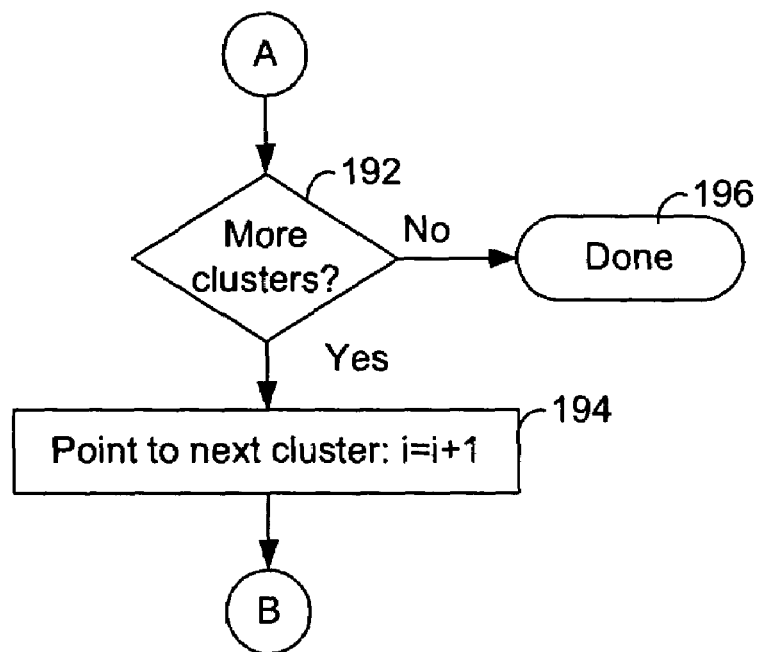 A
192
More
clusters?
No
196
Done
Yes
194
Point to next cluster: i=i+1
B